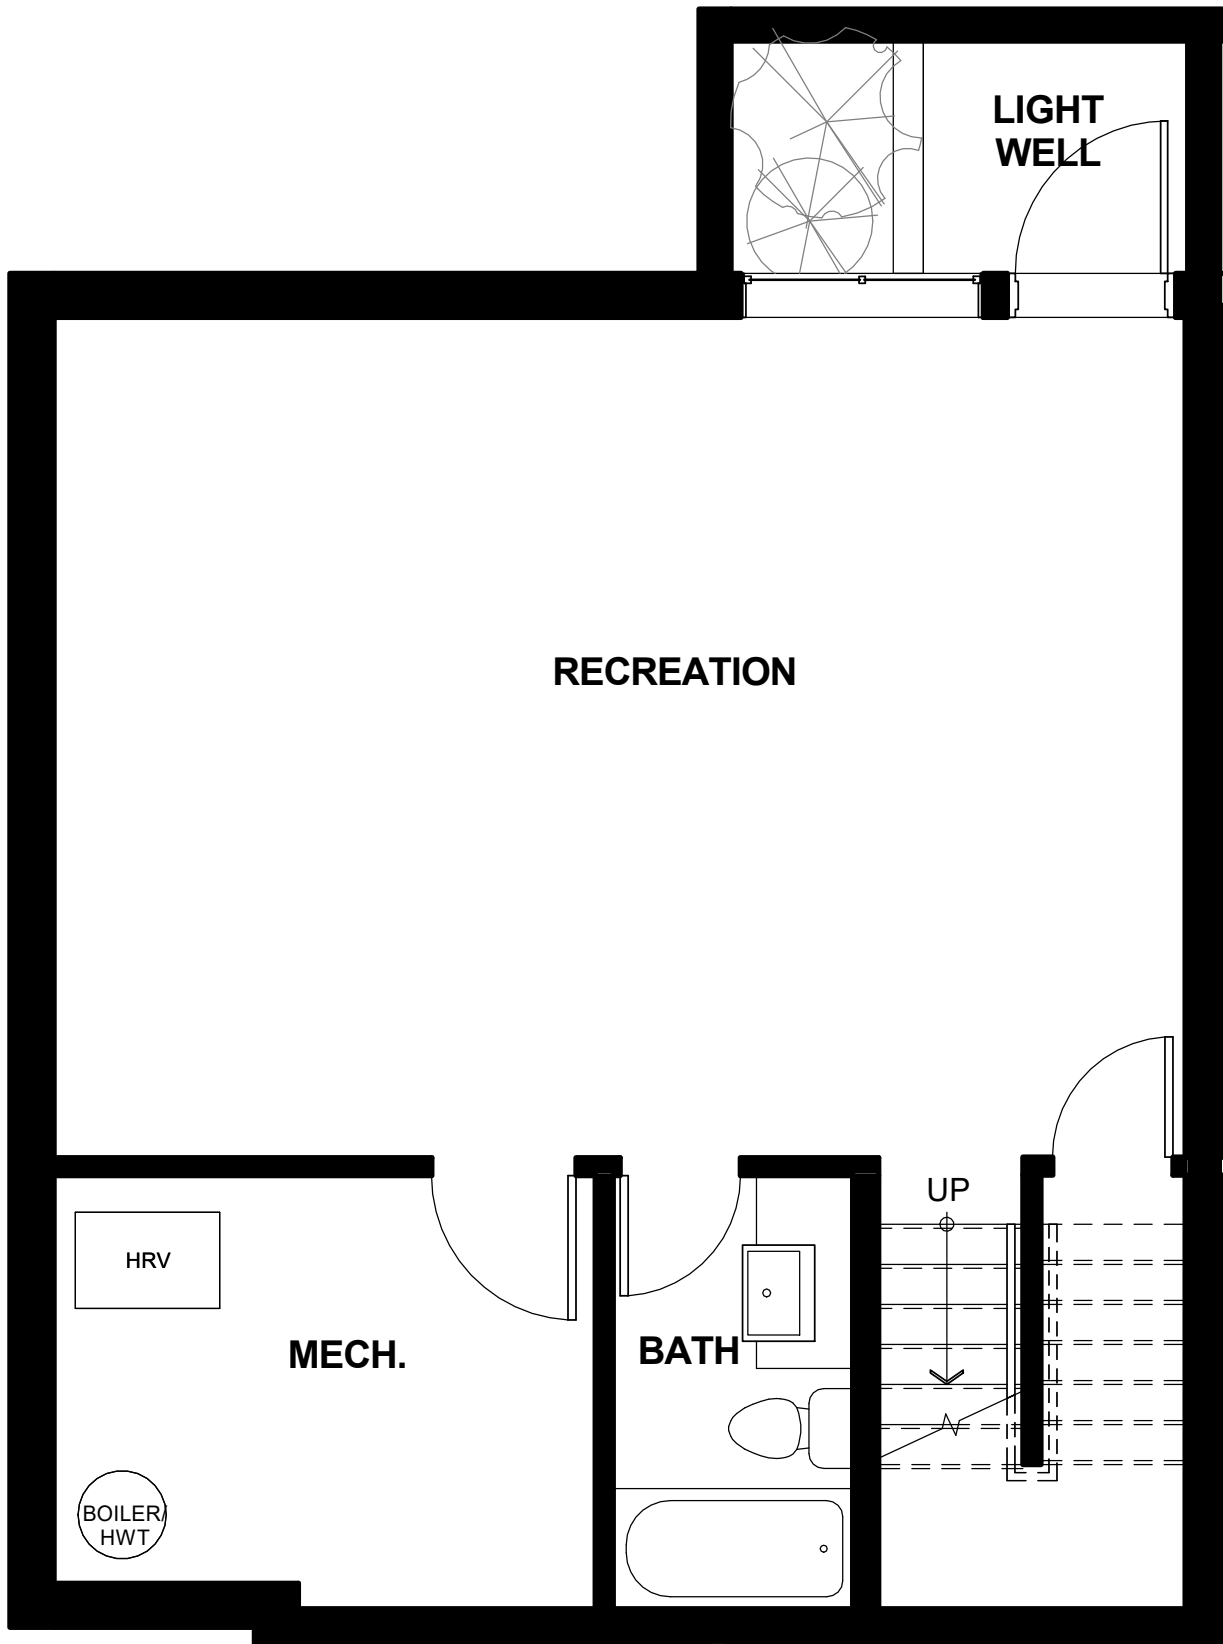 LIGHT
WELL
RECREATION
UP
HRV
MECH.
BATH
BOILER/
HWT